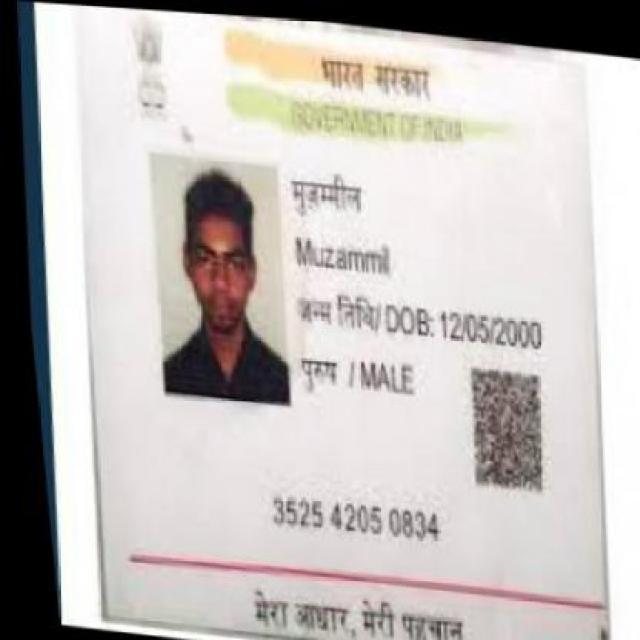 भारत सरकार
GOVERNMENT OF INDIA
मुज़म्मील
Muzammil
जन्म तिथि/ DOB: 12/05/2000
पुरुष / MALE
3525 4205 0834
मेरा आधार, मेरी पहचान